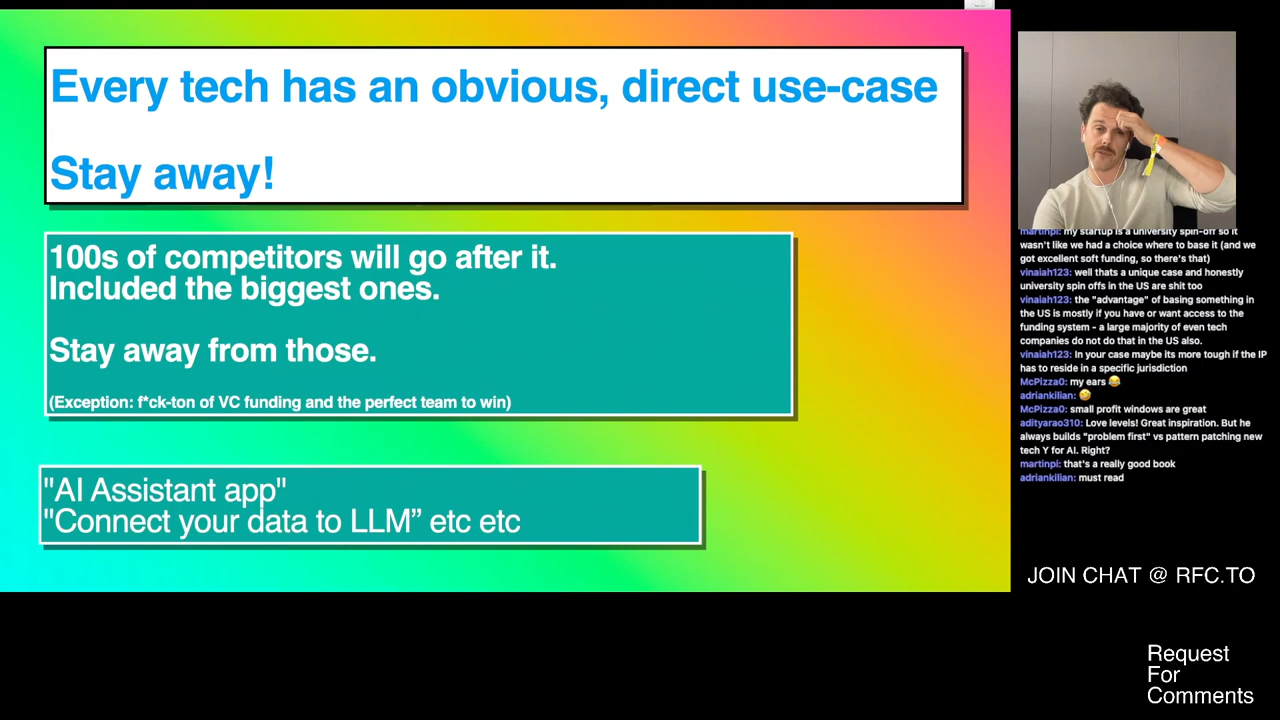 Every tech has an obvious, direct use-case
Stay away!
100s of competitors will go after it.
Included the biggest ones.
Stay away from those.
(Exception: f*ck-ton of VC funding and the perfect team to win)
"AI Assistant app"
"Connect your data to LLM” etc etc
martinpi: my startup is a university spin-off so it
wasn't like we had a choice where to base it (and we
got excellent soft funding, so there's that)
vinaiah123: well thats a unique case and honestly
university spin offs in the US are shit too
vinaiah123: the "advantage" of basing something in
the US is mostly if you have or want access to the
funding system - a large majority of even tech
companies do not do that in the US also.
vinaiah123: In your case maybe its more tough if the IP
has to reside in a specific jurisdiction
McPizza0: my ears 😂
adriankilian: 🤣
McPizza0: small profit windows are great
adityarao310: Love levels! Great inspiration. But he
always builds "problem first" vs pattern patching new
tech Y for AI. Right?
martinpi: that's a really good book
adriankilian: must read
JOIN CHAT @ RFC.TO
Request
For
Comments